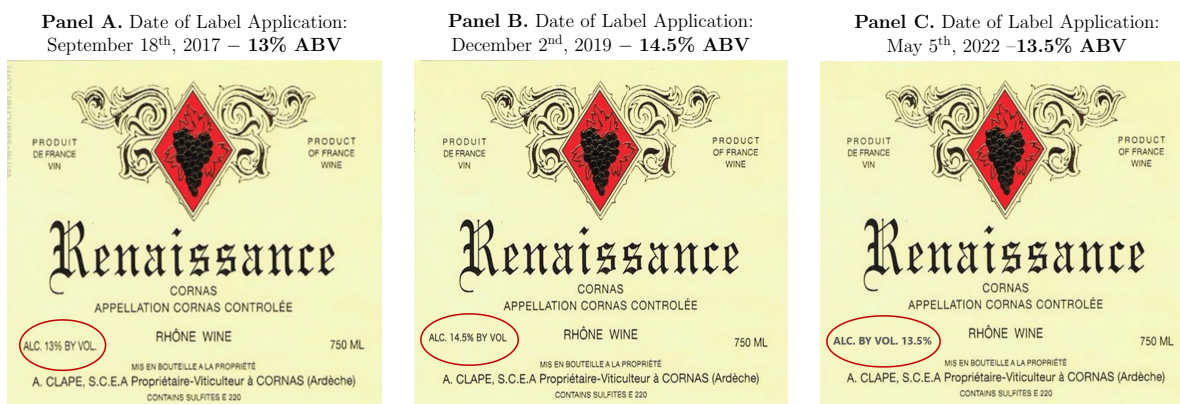 Panel A. Date of Label Application:
September 18th, 2017 – 13% ABV
wine-searcher.com
PRODUIT
DE FRANCE
VIN
PRODUCT
OF FRANCE
WINE
Renaissance
CORNAS
APPELLATION CORNAS CONTROLÉE
ALC. 13% BY VOL.
RHÔNE WINE
750 ML
MIS EN BOUTEILLE A LA PROPRIÉTÉ
A. CLAPE, S.C.E.A Propriétaire-Viticulteur à CORNAS (Ardèche)
CONTAINS SULFITES E 220
Panel B. Date of Label Application:
December 2nd, 2019 – 14.5% ABV
PRODUIT
DE FRANCE
VIN
PRODUCT
OF FRANCE
WINE
Renaissance
CORNAS
APPELLATION CORNAS CONTROLÉE
ALC. 14.5% BY VOL
RHÔNE WINE
750 ML
MIS EN BOUTEILLE A LA PROPRIÉTÉ
A. CLAPE, S.C.E.A Propriétaire-Viticulteur à CORNAS (Ardèche)
CONTAINS SULFITES E 220
Panel C. Date of Label Application:
May 5th, 2022 –13.5% ABV
PRODUIT
DE FRANCE
VIN
PRODUCT
OF FRANCE
WINE
Renaissance
CORNAS
APPELLATION CORNAS CONTROLÉE
ALC. BY VOL. 13.5%
RHÔNE WINE
750 ML
MIS EN BOUTEILLE A LA PROPRIÉTÉ
A. CLAPE, S.C.E.A Propriétaire-Viticulteur à CORNAS (Ardèche)
CONTAINS SULFITES E 220